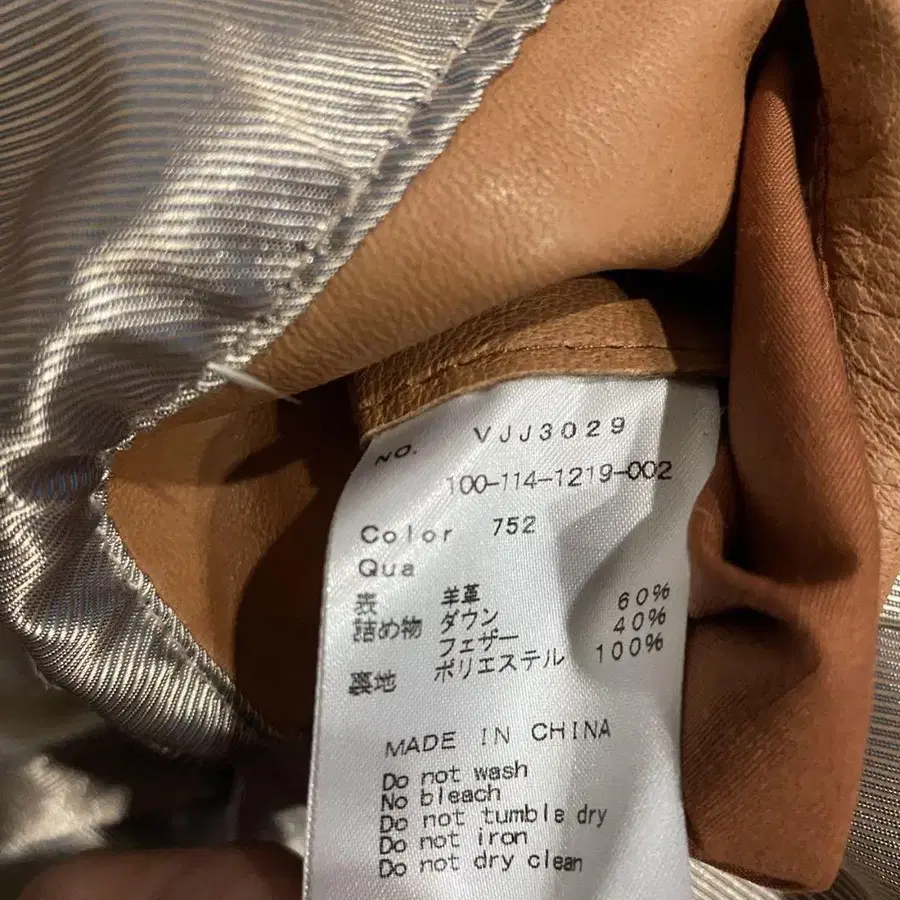 NO. VJJ3029
100-114-1219-002
Color 752
Qua
表 羊革
詰め物 ダウン 60%
フェザー 40%
裏地 ポリエステル 100%
MADE IN CHINA
Do not wash
No bleach
Do not tumble dry
Do not iron
Do not dry clean